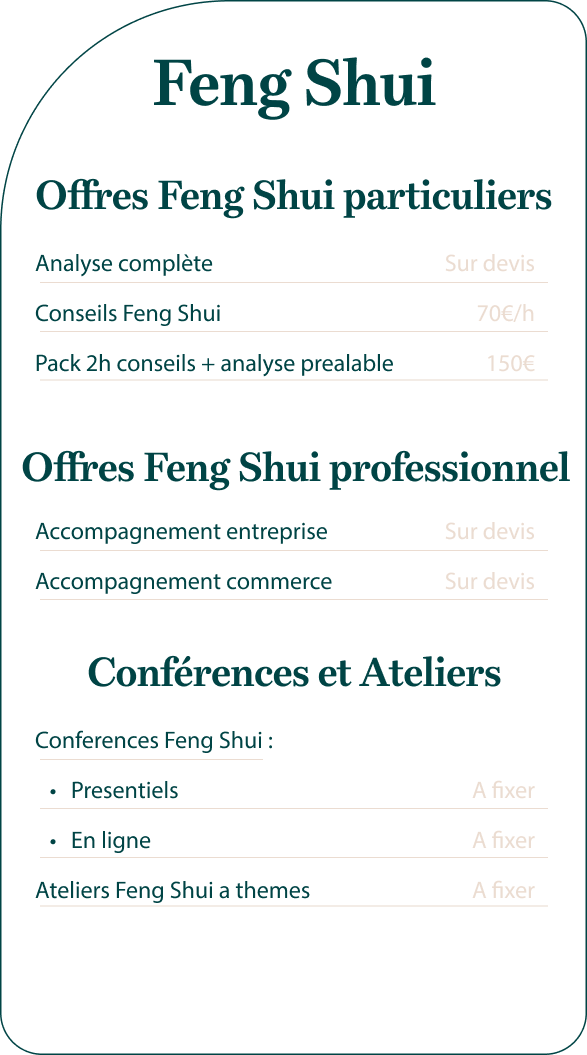 Feng Shui
Offres Feng Shui particuliers
Analyse complète Sur devis
Conseils Feng Shui 70€/h
Pack 2h conseils + analyse prealable 150€
Offres Feng Shui professionnel
Accompagnement entreprise Sur devis
Accompagnement commerce Sur devis
Conférences et Ateliers
Conferences Feng Shui :
• Presentiels A fixer
• En ligne A fixer
Ateliers Feng Shui a themes A fixer